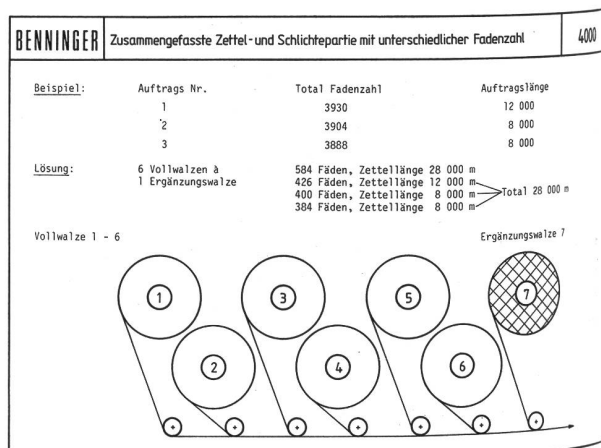 BENNINGER Zusammengefasste Zettel-und Schlichtepartie mit unterschiedlicher Fadenzahl 4000
Beispiel: Auftrags Nr. Total Fadenzahl Auftragslänge
1 3930 12 000
2 3904 8 000
3 3888 8 000
Lösung: 6 Vollwalzen à 584 Fäden, Zettellänge 28 000 m
1 Ergänzungswalze 426 Fäden, Zettellänge 12 000 m
400 Fäden, Zettellänge 8 000 m Total 28 000 m
384 Fäden, Zettellänge 8 000 m
Vollwalze 1 - 6 Ergänzungswalze 7
1 3 5 7
2 4 6